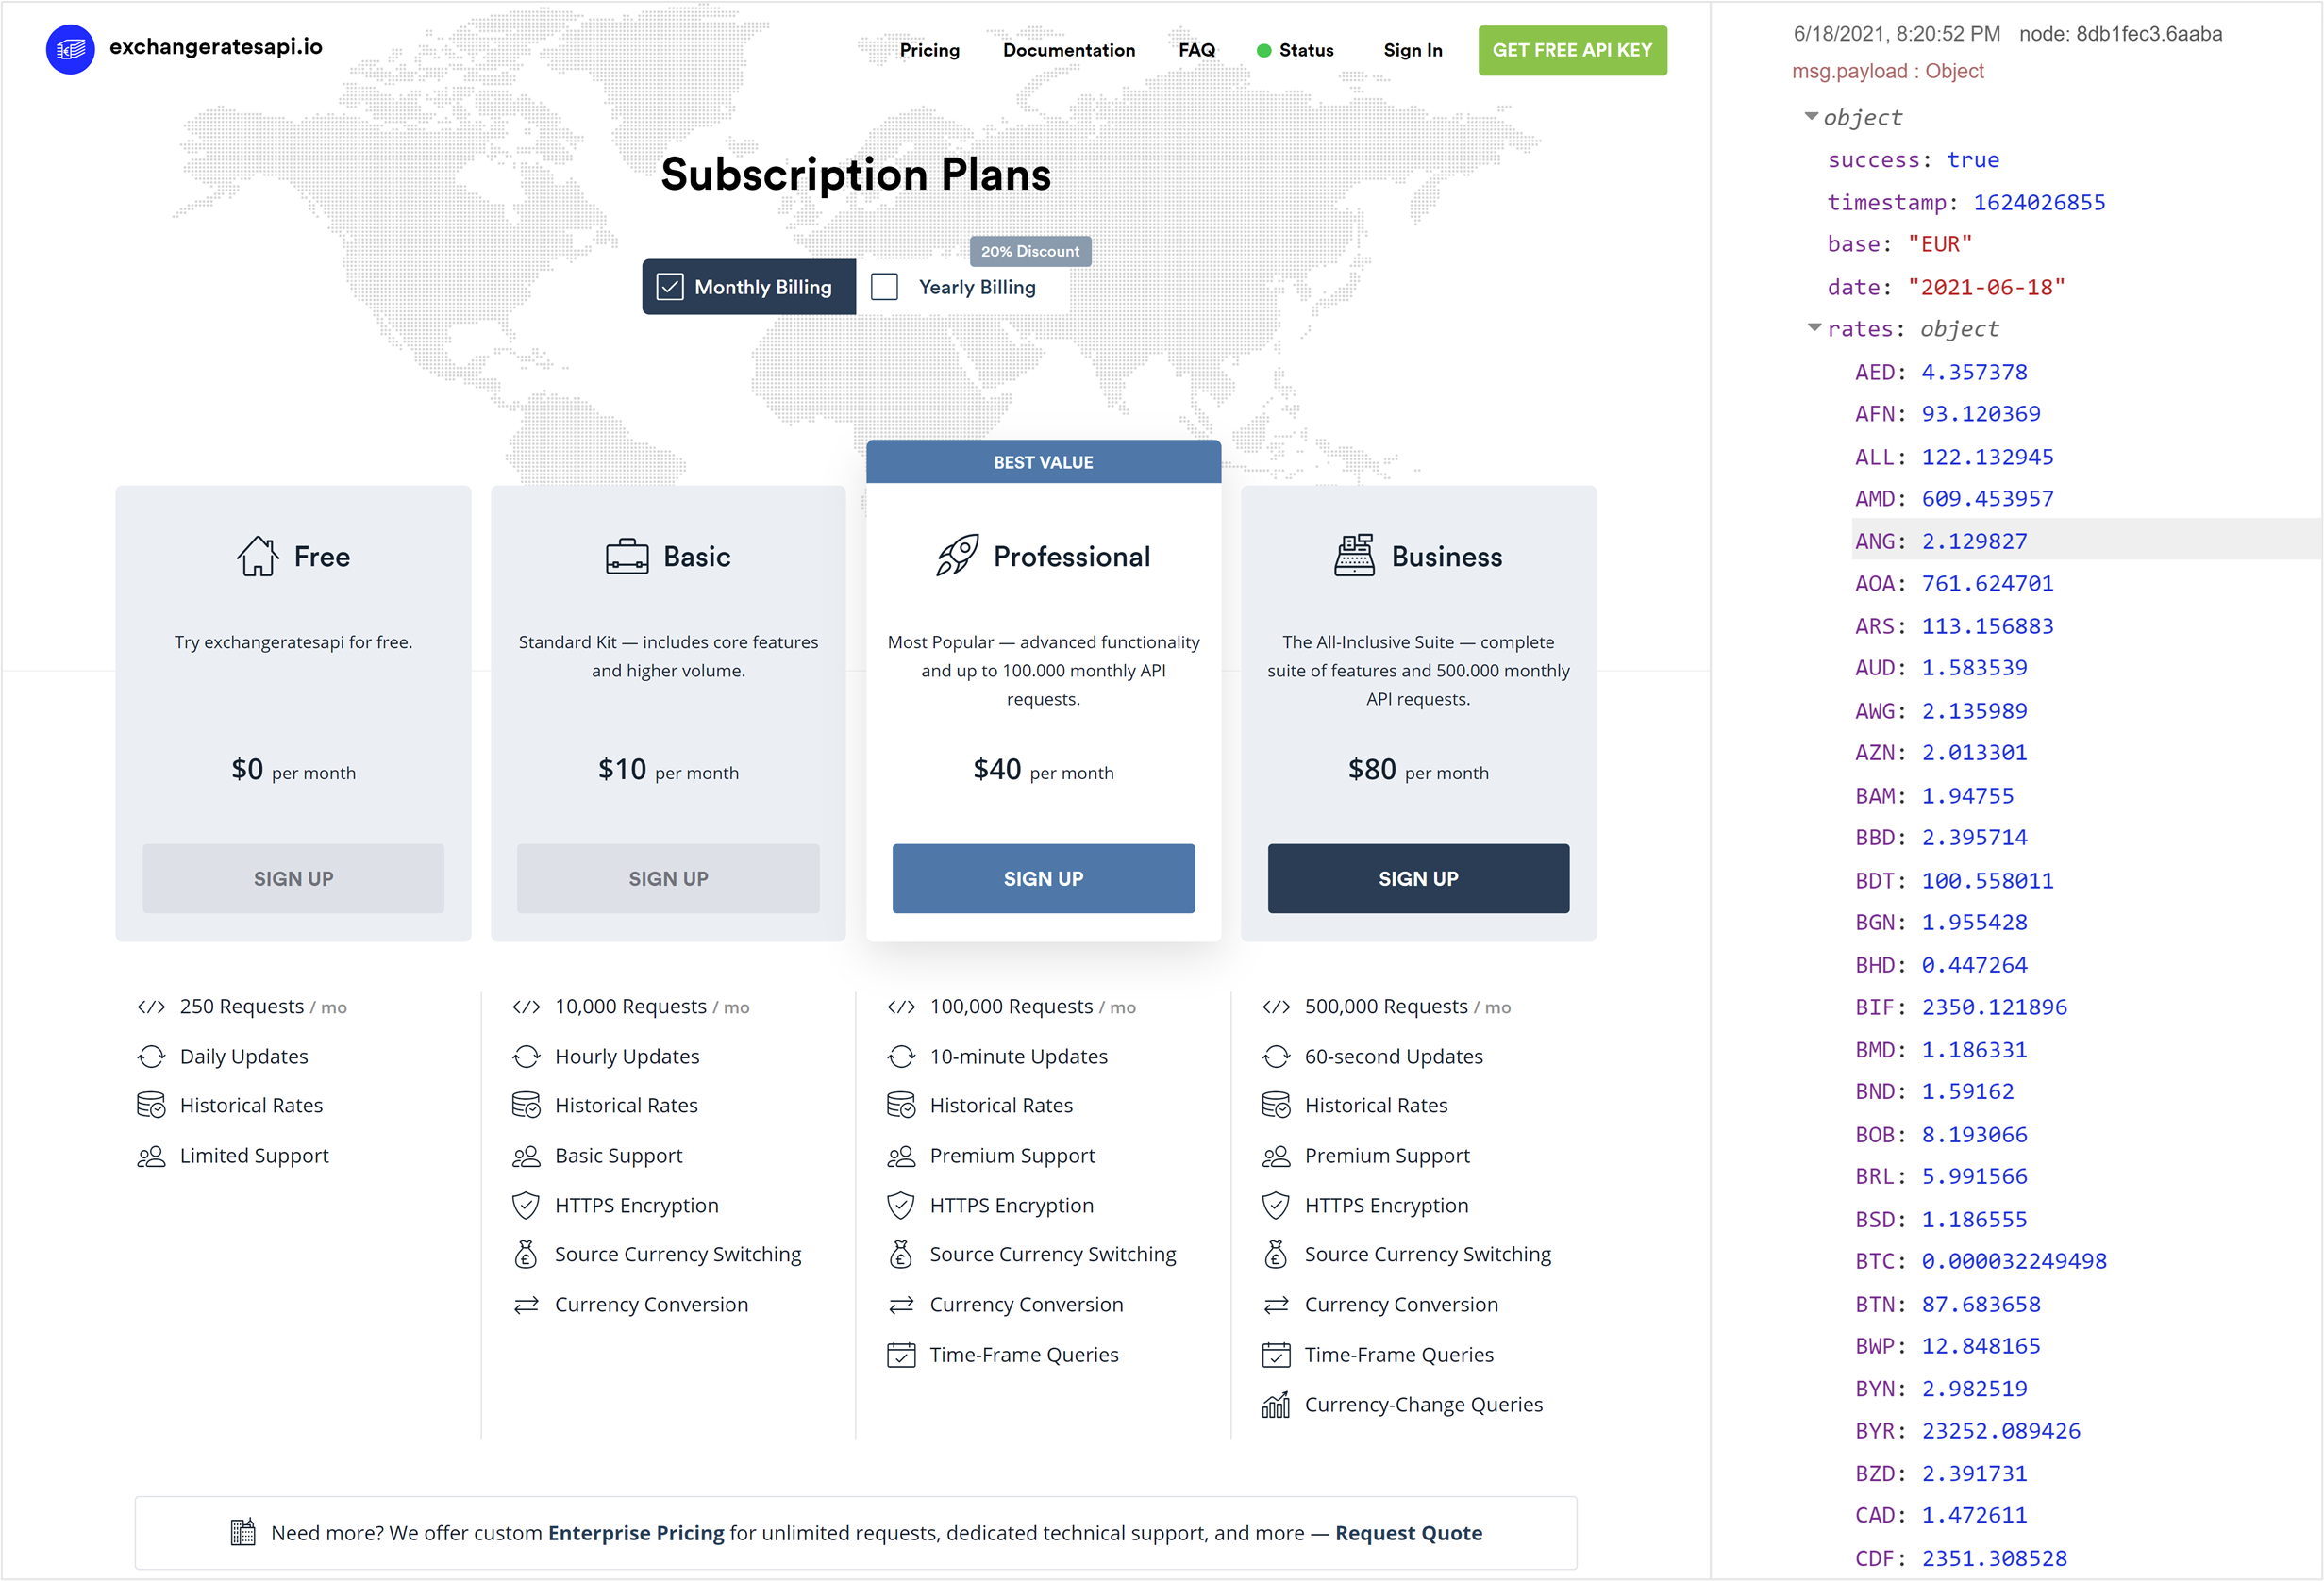 exchangeratesapi.io
Pricing
Documentation
FAQ
Status
Sign In
GET FREE API KEY
Subscription Plans
20% Discount
Monthly Billing
Yearly Billing
BEST VALUE
Free
Try exchangeratesapi for free.
$0 per month
SIGN UP
250 Requests / mo
Daily Updates
Historical Rates
Limited Support
Basic
Standard Kit — includes core features
and higher volume.
$10 per month
SIGN UP
10,000 Requests / mo
Hourly Updates
Historical Rates
Basic Support
HTTPS Encryption
Source Currency Switching
Currency Conversion
Professional
Most Popular — advanced functionality
and up to 100.000 monthly API
requests.
$40 per month
SIGN UP
100,000 Requests / mo
10-minute Updates
Historical Rates
Premium Support
HTTPS Encryption
Source Currency Switching
Currency Conversion
Time-Frame Queries
Business
The All-Inclusive Suite — complete
suite of features and 500.000 monthly
API requests.
$80 per month
SIGN UP
500,000 Requests / mo
60-second Updates
Historical Rates
Premium Support
HTTPS Encryption
Source Currency Switching
Currency Conversion
Time-Frame Queries
Currency-Change Queries
Need more? We offer custom Enterprise Pricing for unlimited requests, dedicated technical support, and more — Request Quote
6/18/2021, 8:20:52 PM node: 8db1fec3.6aaba
msg.payload : Object
object
success: true
timestamp: 1624026855
base: "EUR"
date: "2021-06-18"
rates: object
AED: 4.357378
AFN: 93.120369
ALL: 122.132945
AMD: 609.453957
ANG: 2.129827
AOA: 761.624701
ARS: 113.156883
AUD: 1.583539
AWG: 2.135989
AZN: 2.013301
BAM: 1.94755
BBD: 2.395714
BDT: 100.558011
BGN: 1.955428
BHD: 0.447264
BIF: 2350.121896
BMD: 1.186331
BND: 1.59162
BOB: 8.193066
BRL: 5.991566
BSD: 1.186555
BTC: 0.000032249498
BTN: 87.683658
BWP: 12.848165
BYN: 2.982519
BYR: 23252.089426
BZD: 2.391731
CAD: 1.472611
CDF: 2351.308528